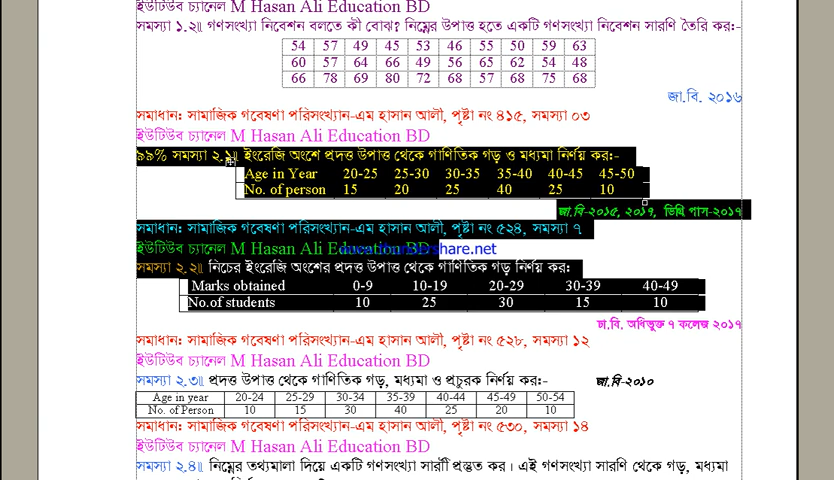 ইউটিউব চ্যানেল M Hasan Ali Education BD
সমস্যা ১.২॥ গণসংখ্যা নিবেশন বলতে কী বোঝ? নিম্নের উপাত্ত হতে একটি গণসংখ্যা নিবেশন সারণি তৈরি কর:-
54 57 49 45 53 46 55 50 59 63
60 57 64 66 49 56 65 62 54 48
66 78 69 80 72 68 57 68 75 68
জা.বি. ২০১৬
সমাধান: সামাজিক গবেষণা পরিসংখ্যান-এম হাসান আলী, পৃষ্টা নং ৪১৫, সমস্যা ০৩
ইউটিউব চ্যানেল M Hasan Ali Education BD
৯৯% সমস্যা ২.১॥ ইংরেজি অংশে প্রদত্ত উপাত্ত থেকে গাণিতিক গড় ও মধ্যমা নির্ণয় কর:-
Age in Year 20-25 25-30 30-35 35-40 40-45 45-50
No. of person 15 20 25 40 25 10
জা.বি-২০১৫, ২০১৭, ডিগ্রি পাস-২০১৭
সমাধান: সামাজিক গবেষণা পরিসংখ্যান-এম হাসান আলী, পৃষ্টা নং ৫২৪, সমস্যা ৭
ইউটিউব চ্যানেল M Hasan Ali Education BD
সমস্যা ২.২॥ নিচের ইংরেজি অংশের প্রদত্ত উপাত্ত থেকে গাণিতিক গড় নির্ণয় কর:
Marks obtained 0-9 10-19 20-29 30-39 40-49
No.of students 10 25 30 15 10
ঢা.বি. অধিভুক্ত ৭ কলেজ ২০১৭
সমাধান: সামাজিক গবেষণা পরিসংখ্যান-এম হাসান আলী, পৃষ্টা নং ৫২৮, সমস্যা ১২
ইউটিউব চ্যানেল M Hasan Ali Education BD
সমস্যা ২.৩॥ প্রদত্ত উপাত্ত থেকে গাণিতিক গড়, মধ্যমা ও প্রচুরক নির্ণয় কর:- জা.বি-২০১০
Age in year 20-24 25-29 30-34 35-39 40-44 45-49 50-54
No. of Person 10 15 30 40 25 20 10
সমাধান: সামাজিক গবেষণা পরিসংখ্যান-এম হাসান আলী, পৃষ্টা নং ৫৩০, সমস্যা ১৪
ইউটিউব চ্যানেল M Hasan Ali Education BD
সমস্যা ২.৪॥ নিম্নের তথ্যমালা দিয়ে একটি গণসংখ্যা সারণী প্রস্তুত কর। এই গণসংখ্যা সারণি থেকে গড়, মধ্যমা